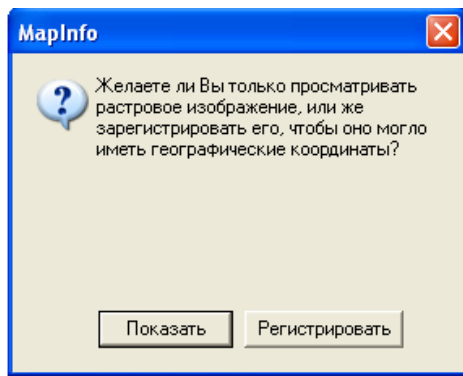 MapInfo
Желаете ли Вы только просматривать
растровое изображение, или же
зарегистрировать его, чтобы оно могло
иметь географические координаты?
Показать Регистрировать